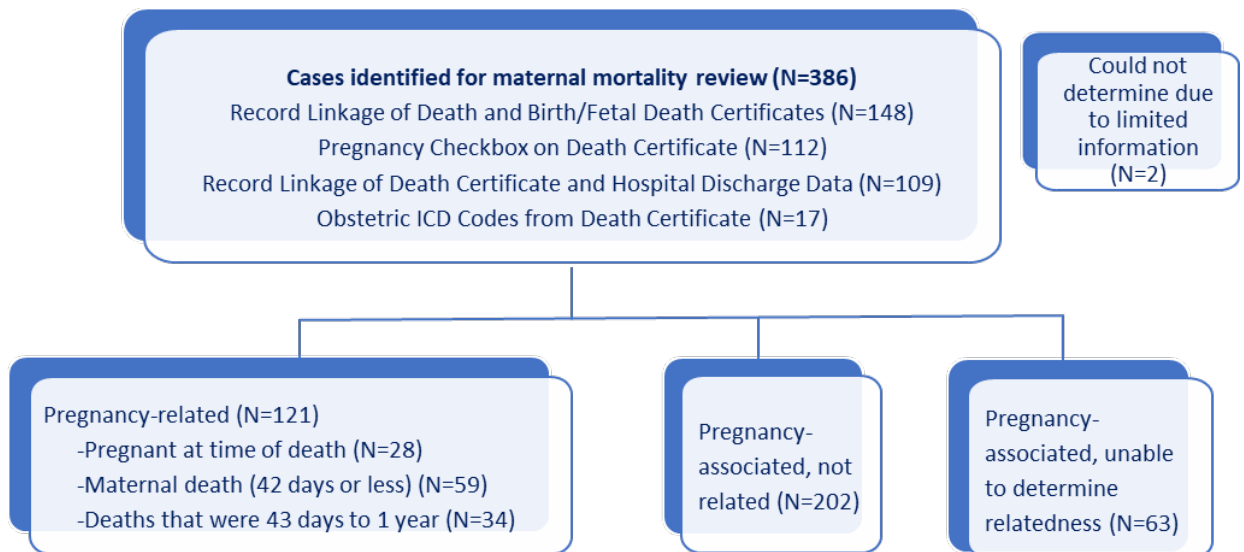 Cases identified for maternal mortality review (N=386)
Record Linkage of Death and Birth/Fetal Death Certificates (N=148)
Pregnancy Checkbox on Death Certificate (N=112)
Record Linkage of Death Certificate and Hospital Discharge Data (N=109)
Obstetric ICD Codes from Death Certificate (N=17)
Could not
determine due
to limited
information
(N=2)
Pregnancy-related (N=121)
-Pregnant at time of death (N=28)
-Maternal death (42 days or less) (N=59)
-Deaths that were 43 days to 1 year (N=34)
Pregnancy-
associated, not
related (N=202)
Pregnancy-
associated, unable
to determine
relatedness (N=63)